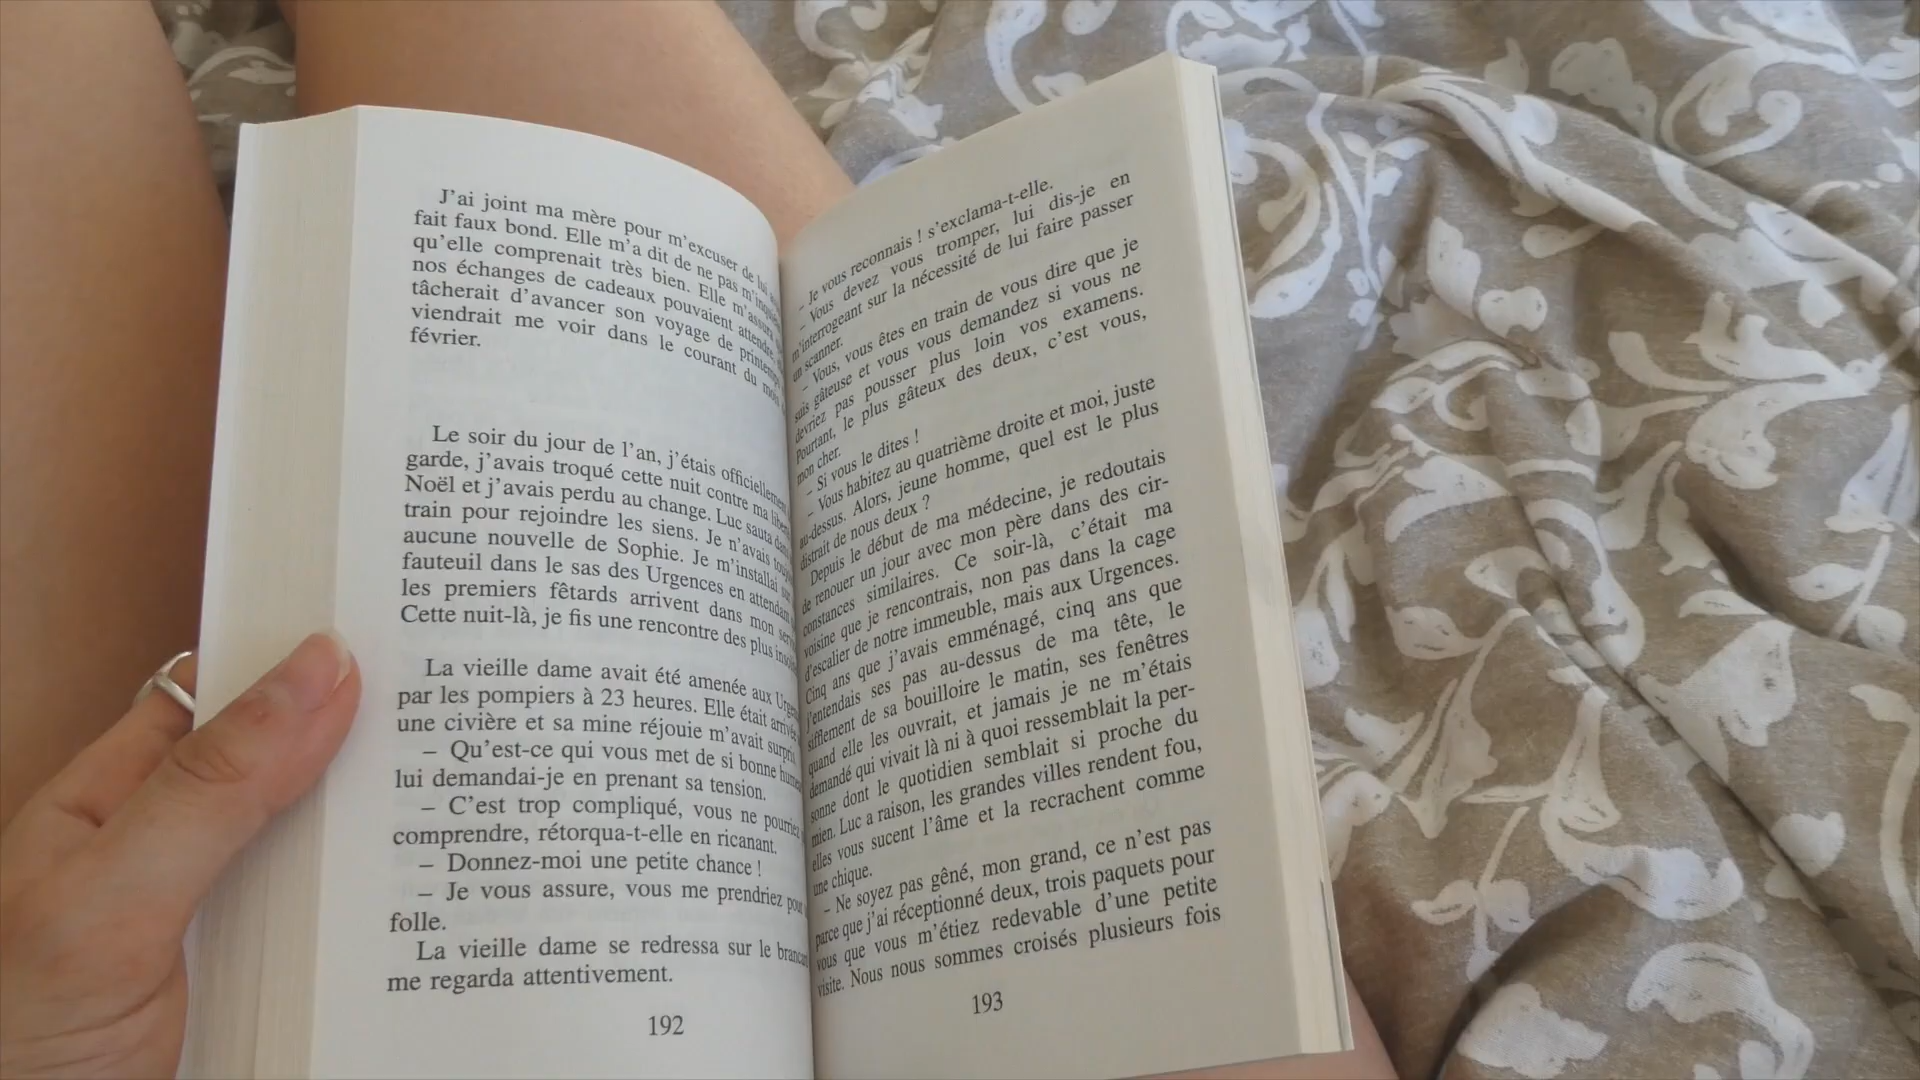 J'ai joint ma mère pour m'excuser de lui
fait faux bond. Elle m'a dit de ne pas m'inquiéter
qu'elle comprenait très bien. Elle m'assura
nos échanges de cadeaux pouvaient attendre,
tâcherait d'avancer son voyage de printemps
viendrait me voir dans le courant du mois
février.
Le soir du jour de l'an, j'étais officiellement
garde, j'avais troqué cette nuit contre ma
Noël et j'avais perdu au change. Luc sauta dans
train pour rejoindre les siens. Je n'avais
aucune nouvelle de Sophie. Je m'installai sur
fauteuil dans le sas des Urgences en attendant
les premiers fêtards arrivent dans mon
Cette nuit-là, je fis une rencontre des plus
La vieille dame avait été amenée aux
par les pompiers à 23 heures. Elle était
une civière et sa mine réjouie m'avait surpris.
– Qu'est-ce qui vous met de si bonne
lui demandai-je en prenant sa tension.
– C'est trop compliqué, vous ne
comprendre, rétorqua-t-elle en ricanant.
– Donnez-moi une petite chance !
– Je vous assure, vous me prendriez pour
folle.
La vieille dame se redressa sur le
me regarda attentivement.
192
– Je vous reconnais ! s'exclama-t-elle.
– Vous devez vous tromper, lui dis-je en
m'interrogeant sur la nécessité de lui faire passer
un scanner.
– Vous, vous êtes en train de vous dire que je
suis gâteuse et vous vous demandez si vous ne
devriez pas pousser plus loin vos examens.
Pourtant, le plus gâteux des deux, c'est vous,
mon cher.
– Si vous le dites !
– Vous habitez au quatrième droite et moi, juste
au-dessus. Alors, jeune homme, quel est le plus
distrait de nous deux ?
Depuis le début de ma médecine, je redoutais
de renouer un jour avec mon père dans des cir-
constances similaires. Ce soir-là, c'était ma
voisine que je rencontrais, non pas dans la cage
d'escalier de notre immeuble, mais aux Urgences.
Cinq ans que j'avais emménagé, cinq ans que
j'entendais ses pas au-dessus de ma tête, le
sifflement de sa bouilloire le matin, ses fenêtres
quand elle les ouvrait, et jamais je ne m'étais
demandé qui vivait là ni à quoi ressemblait la per-
sonne dont le quotidien semblait si proche du
mien. Luc a raison, les grandes villes rendent fou,
elles vous sucent l'âme et la recrachent comme
une chique.
– Ne soyez pas gêné, mon grand, ce n'est pas
parce que j'ai réceptionné deux, trois paquets pour
vous que vous m'étiez redevable d'une petite
visite. Nous nous sommes croisés plusieurs fois
193